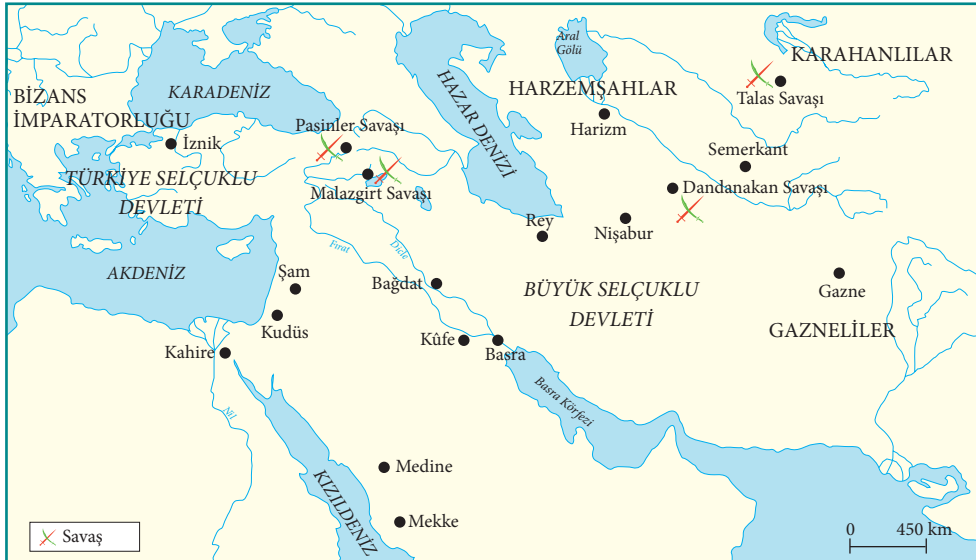 Aral
Gölü
KARAHANLILAR
Talas Savaşı
HAZAR DENİZİ
HARZEMŞAHLAR
Harizm
BİZANS
İMPARATORLUĞU
KARADENİZ
İznik
Pasinler Savaşı
Semerkant
TÜRKİYE SELÇUKLU
DEVLETİ
Malazgirt Savaşı
Dandanakan Savaşı
Rey
Nişabur
Fırat
Dicle
AKDENİZ
Şam
Bağdat
BÜYÜK SELÇUKLU
DEVLETİ
Gazne
Kudüs
GAZNELİLER
Kahire
Kûfe
Basra
Nil
Basra Körfezi
KIZILDENİZ
Medine
Mekke
Savaş
0 450 km